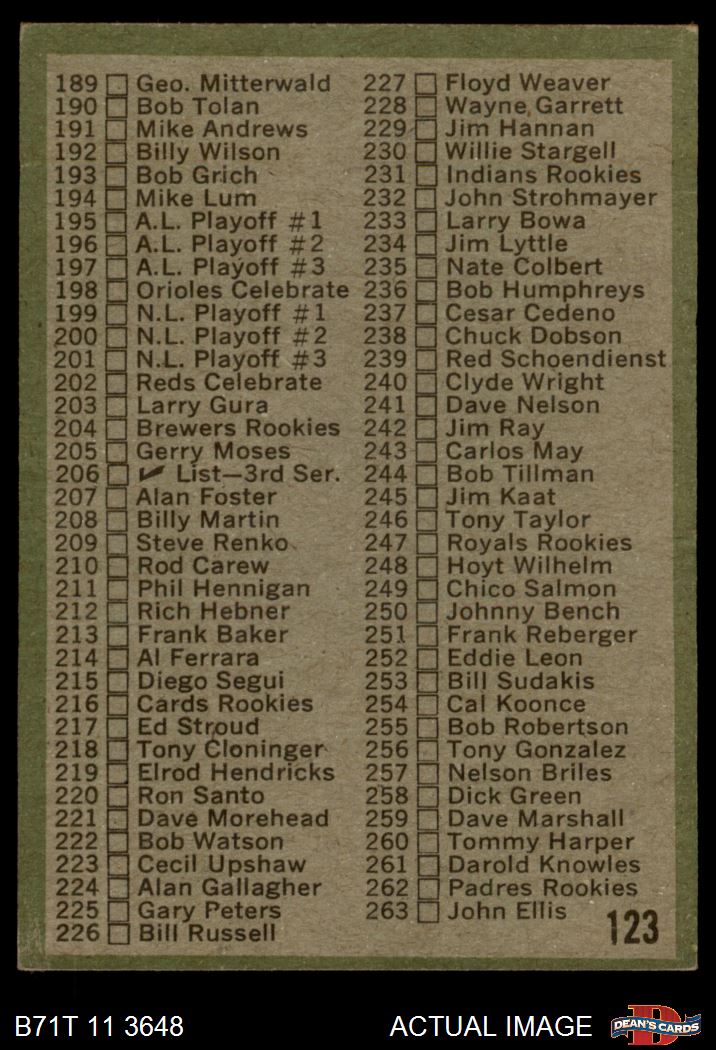 189 Geo. Mitterwald
190 Bob Tolan
191 Mike Andrews
192 Billy Wilson
193 Bob Grich
194 Mike Lum
195 A.L. Playoff #1
196 A.L. Playoff #2
197 A.L. Playoff #3
198 Orioles Celebrate
199 N.L. Playoff #1
200 N.L. Playoff #2
201 N.L. Playoff #3
202 Reds Celebrate
203 Larry Gura
204 Brewers Rookies
205 Gerry Moses
206 ✓ List—3rd Ser.
207 Alan Foster
208 Billy Martin
209 Steve Renko
210 Rod Carew
211 Phil Hennigan
212 Rich Hebner
213 Frank Baker
214 Al Ferrara
215 Diego Segui
216 Cards Rookies
217 Ed Stroud
218 Tony Cloninger
219 Elrod Hendricks
220 Ron Santo
221 Dave Morehead
222 Bob Watson
223 Cecil Upshaw
224 Alan Gallagher
225 Gary Peters
226 Bill Russell
227 Floyd Weaver
228 Wayne Garrett
229 Jim Hannan
230 Willie Stargell
231 Indians Rookies
232 John Strohmayer
233 Larry Bowa
234 Jim Lyttle
235 Nate Colbert
236 Bob Humphreys
237 Cesar Cedeno
238 Chuck Dobson
239 Red Schoendienst
240 Clyde Wright
241 Dave Nelson
242 Jim Ray
243 Carlos May
244 Bob Tillman
245 Jim Kaat
246 Tony Taylor
247 Royals Rookies
248 Hoyt Wilhelm
249 Chico Salmon
250 Johnny Bench
251 Frank Reberger
252 Eddie Leon
253 Bill Sudakis
254 Cal Koonce
255 Bob Robertson
256 Tony Gonzalez
257 Nelson Briles
258 Dick Green
259 Dave Marshall
260 Tommy Harper
261 Darold Knowles
262 Padres Rookies
263 John Ellis
123
B71T 11 3648
ACTUAL IMAGE
D
DEAN'S CARDS